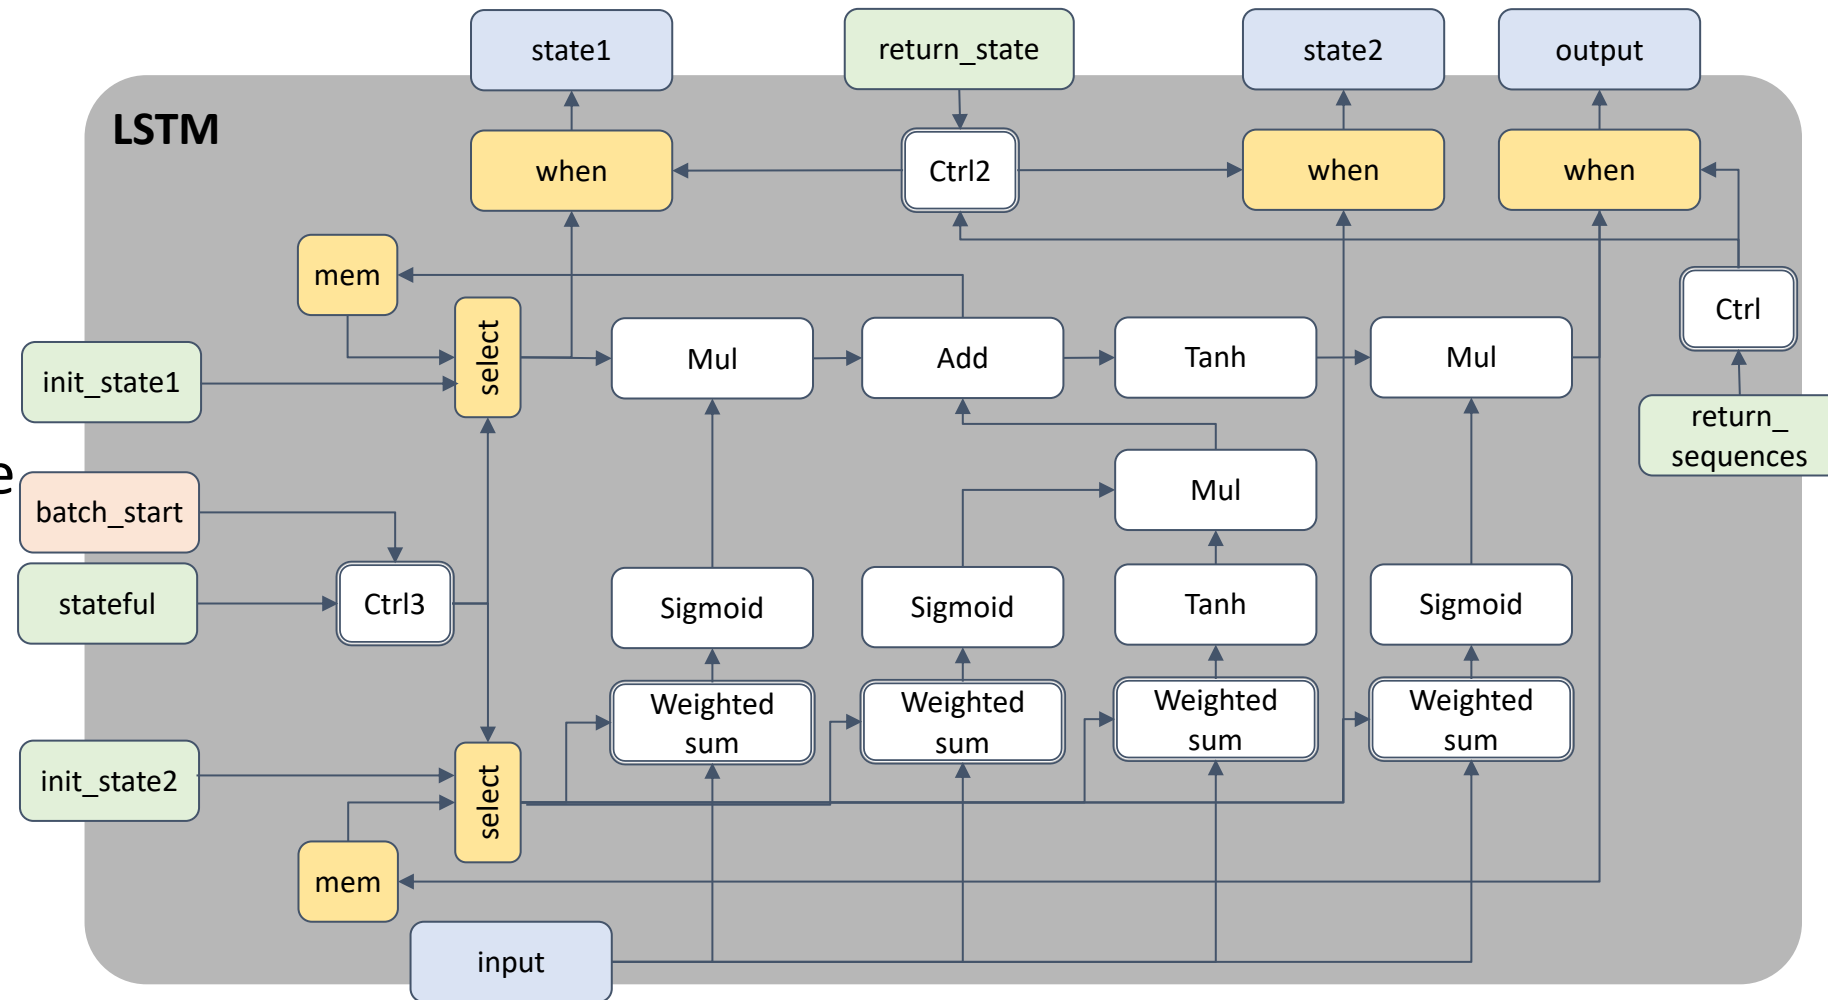 state1
return_state
state2
output
LSTM
when
Ctrl2
when
when
mem
select
Mul
Add
Tanh
Mul
Ctrl
init_state1
return_
sequences
e
batch_start
Mul
stateful
Ctrl3
Sigmoid
Sigmoid
Tanh
Sigmoid
Weighted
sum
Weighted
sum
Weighted
sum
Weighted
sum
init_state2
select
mem
input